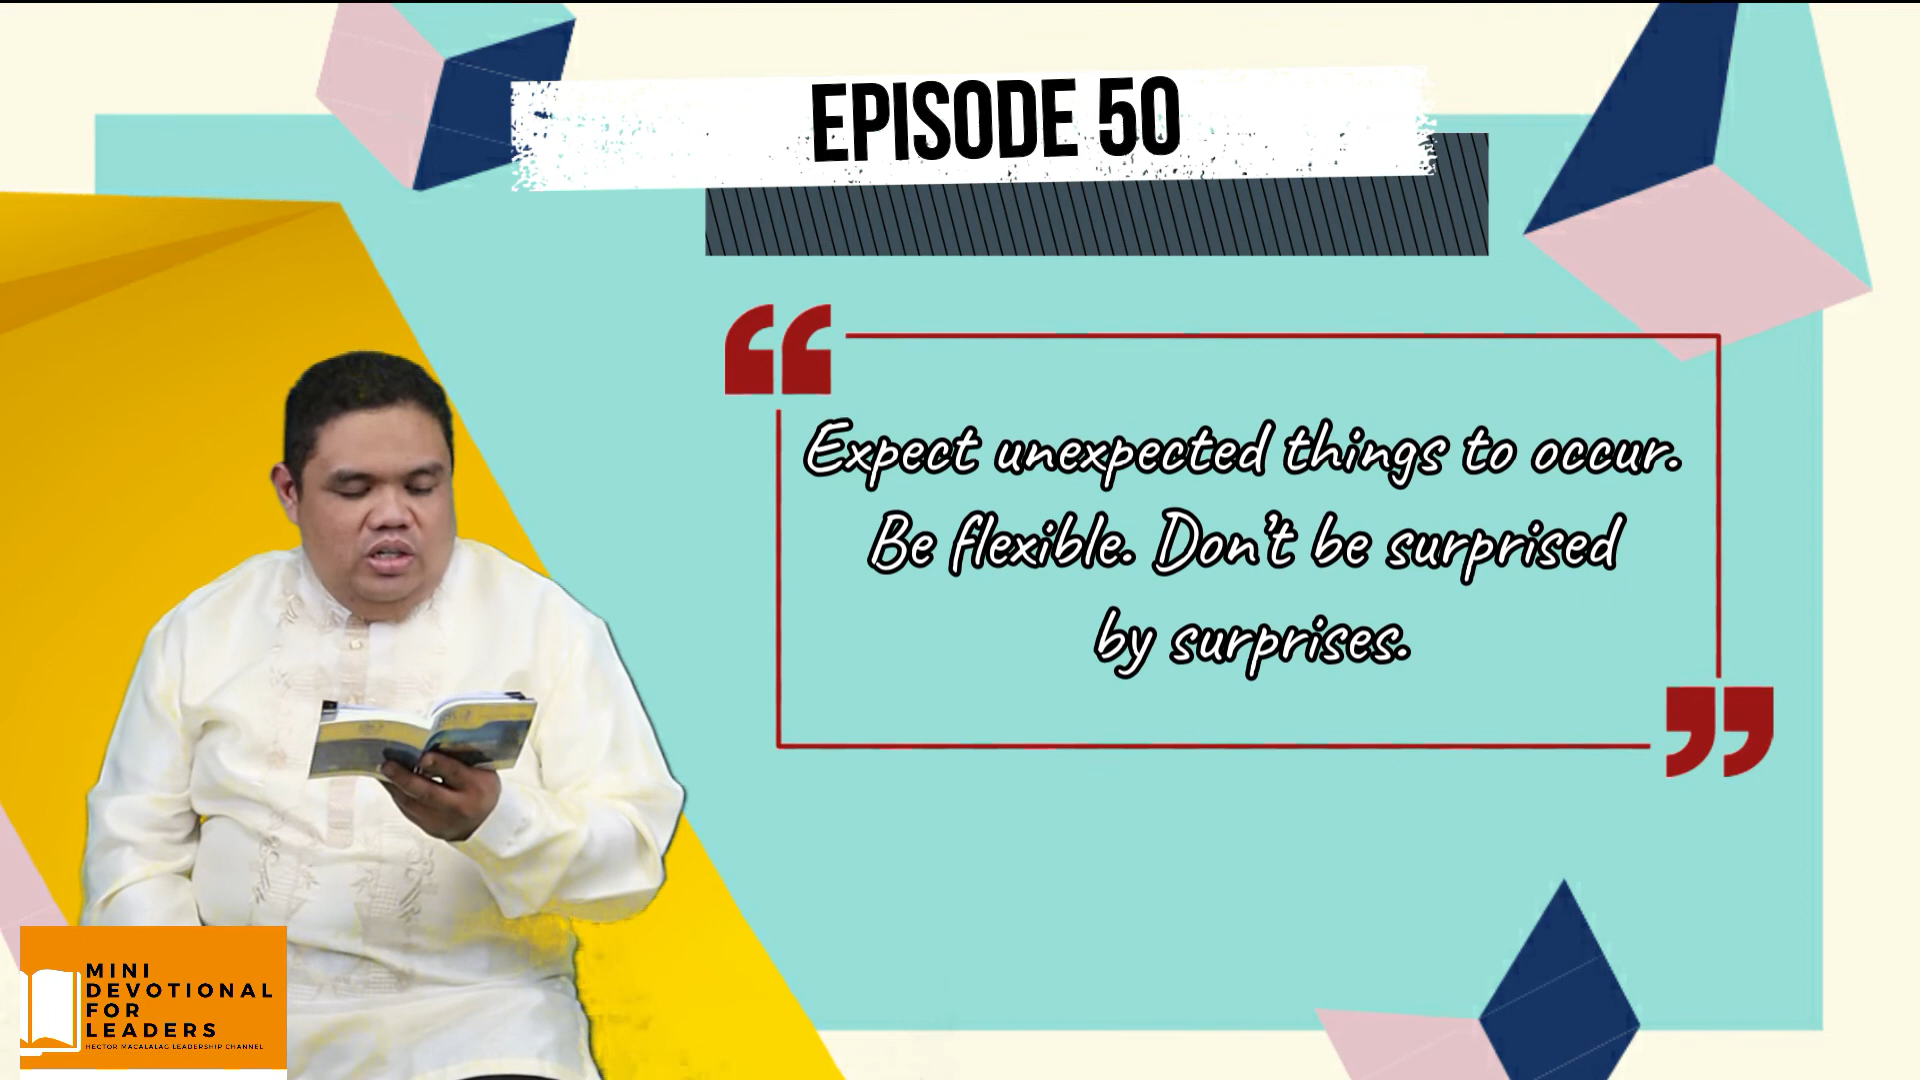 EPISODE 50
Expect unexpected things to occur.
Be flexible. Don't be surprised
by surprises.
MINI
DEVOTIONAL
FOR
LEADERS
HECTOR MACALALAG LEADERSHIP CHANNEL